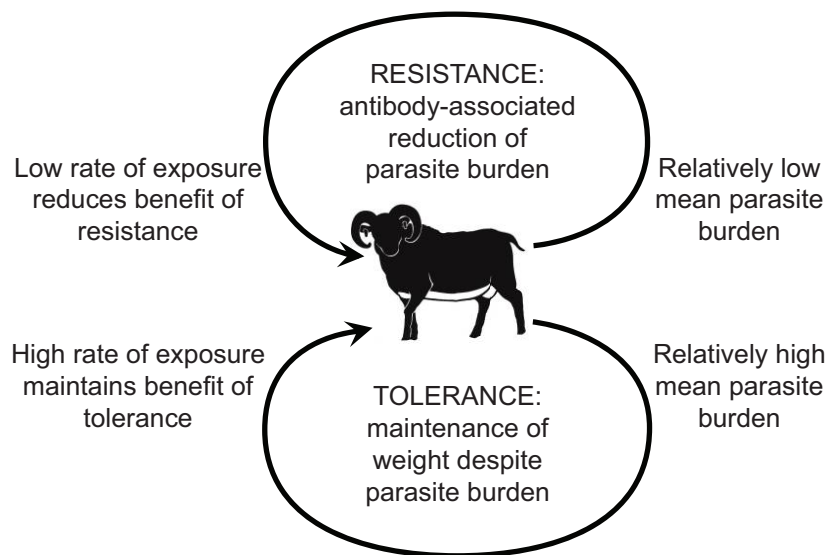 RESISTANCE:
antibody-associated
reduction of
parasite burden
Low rate of exposure
reduces benefit of
resistance
Relatively low
mean parasite
burden
High rate of exposure
maintains benefit of
tolerance
Relatively high
mean parasite
burden
TOLERANCE:
maintenance of
weight despite
parasite burden